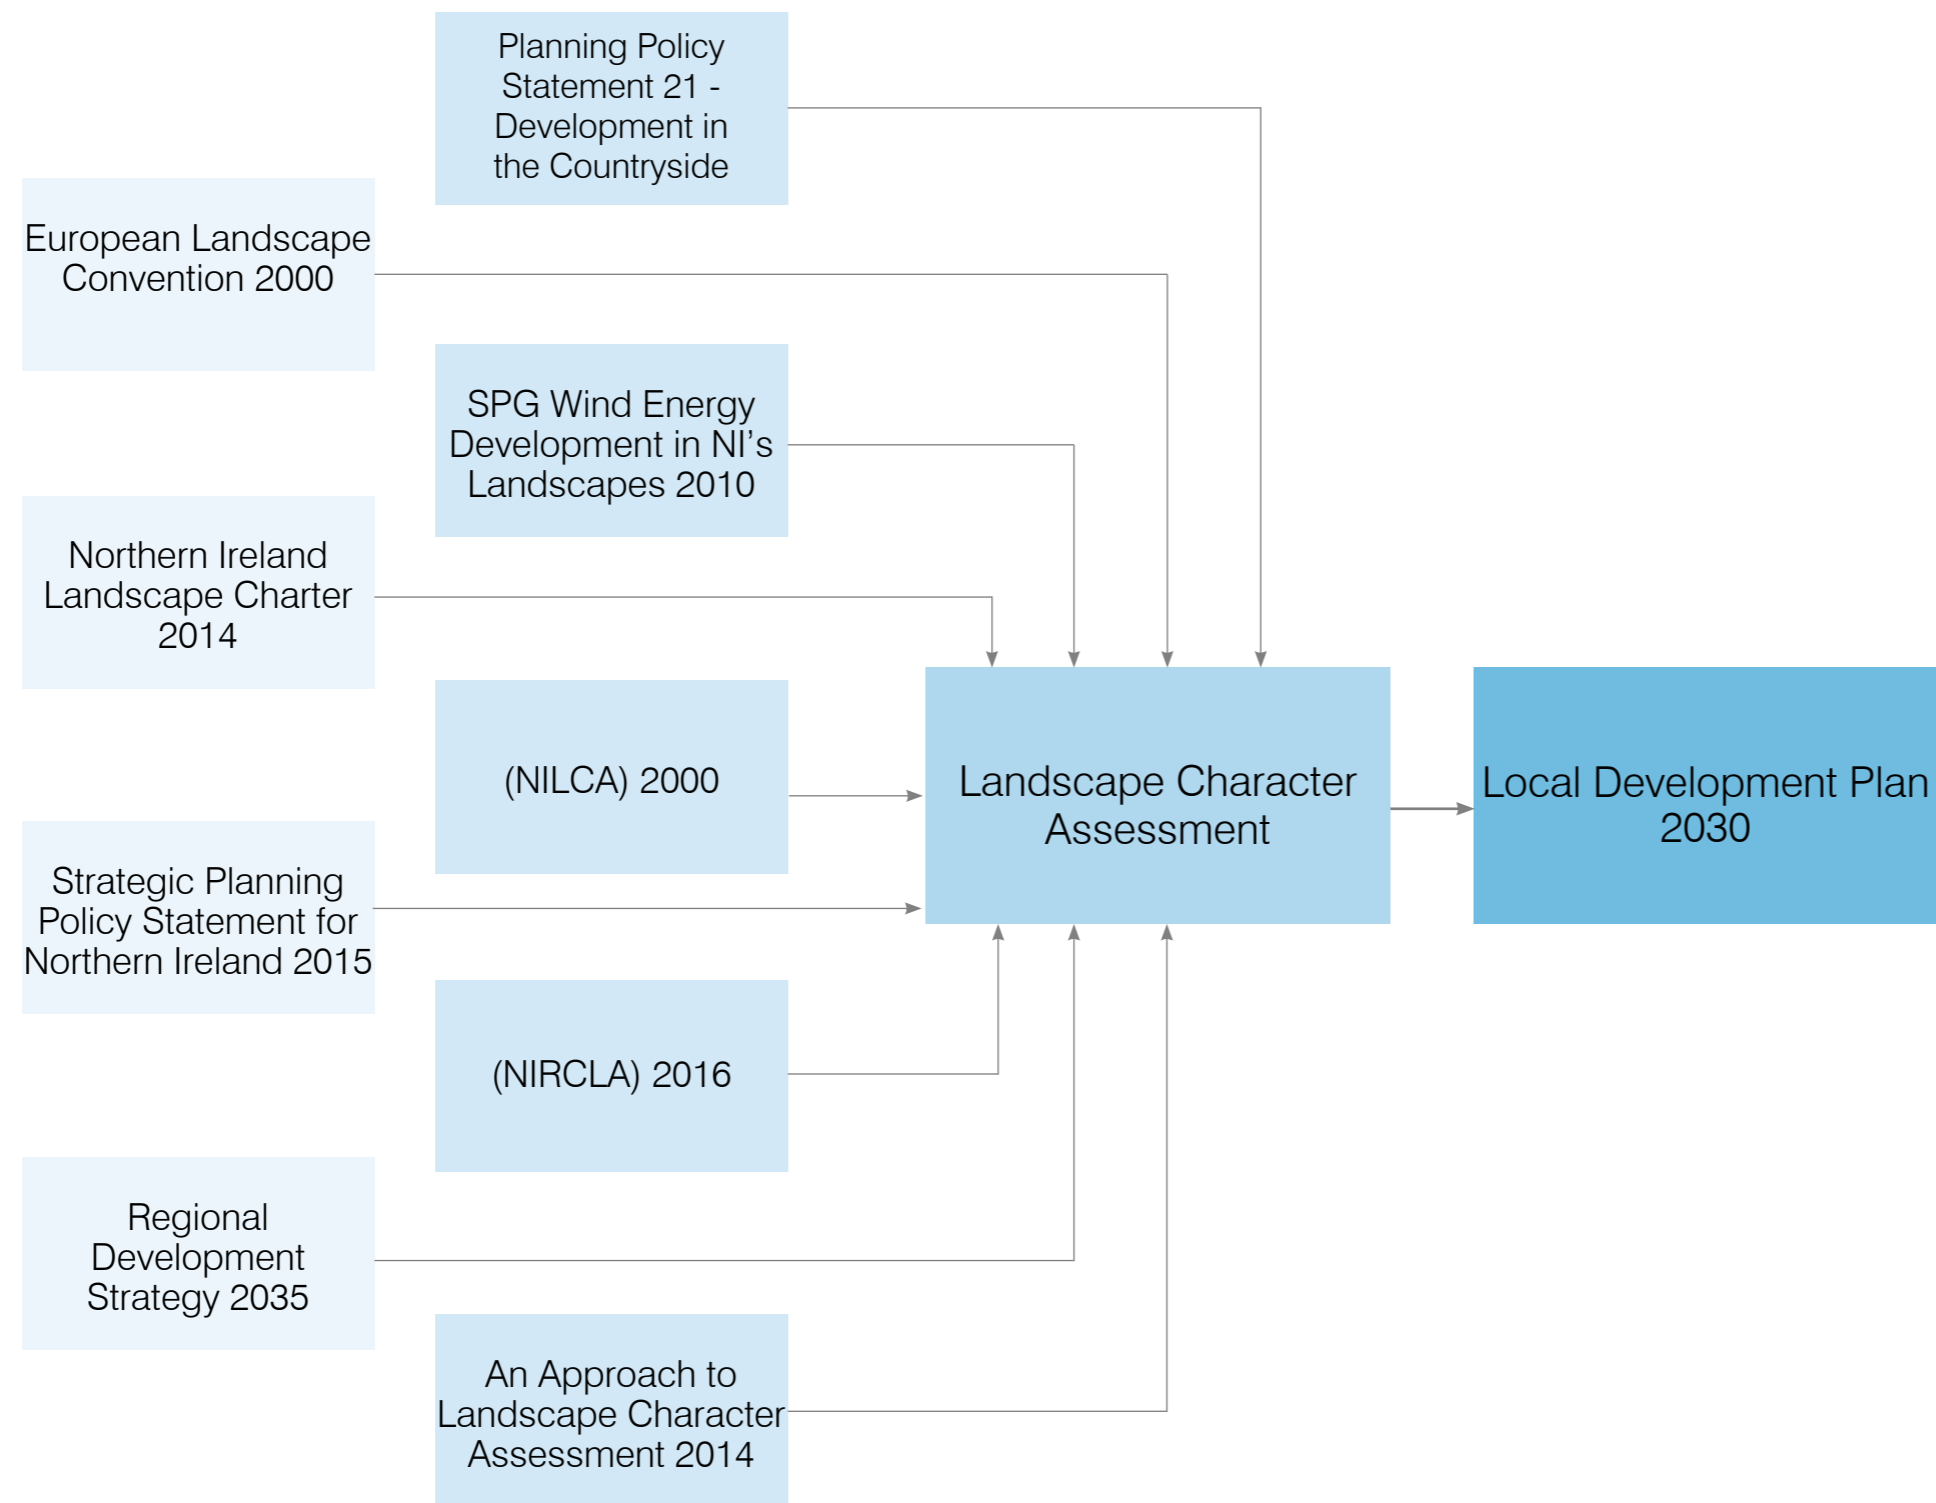 Planning Policy
Statement 21 -
Development in
the Countryside
European Landscape
Convention 2000
SPG Wind Energy
Development in NI’s
Landscapes 2010
Northern Ireland
Landscape Charter
2014
(NILCA) 2000
Landscape Character
Assessment
Local Development Plan
2030
Strategic Planning
Policy Statement for
Northern Ireland 2015
(NIRCLA) 2016
Regional
Development
Strategy 2035
An Approach to
Landscape Character
Assessment 2014